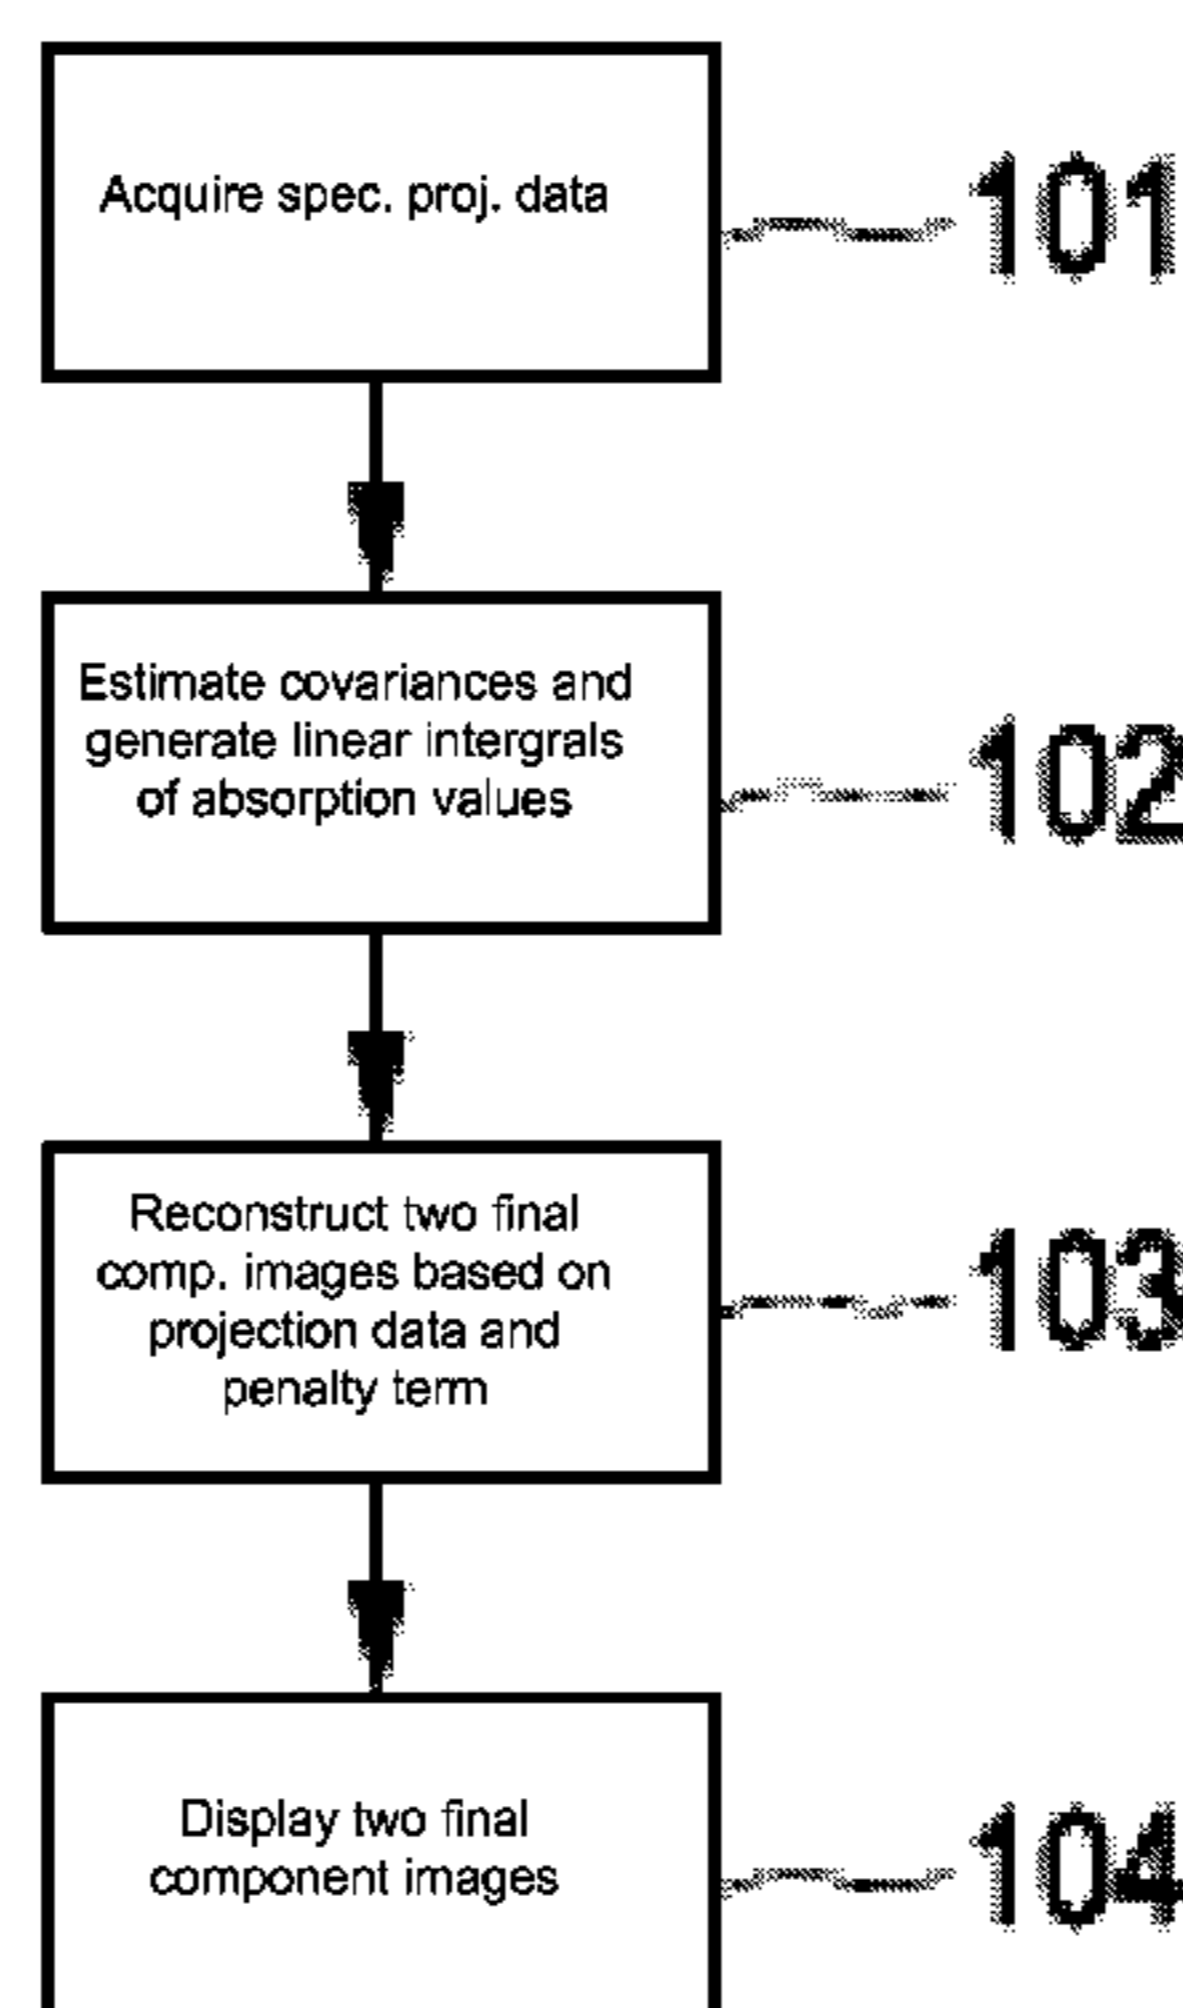 Acquire spec. proj. data
101
Estimate covariances and
generate linear intergrals
of absorption values
102
Reconstruct two final
comp. images based on
projection data and
penalty term
103
Display two final
component images
104